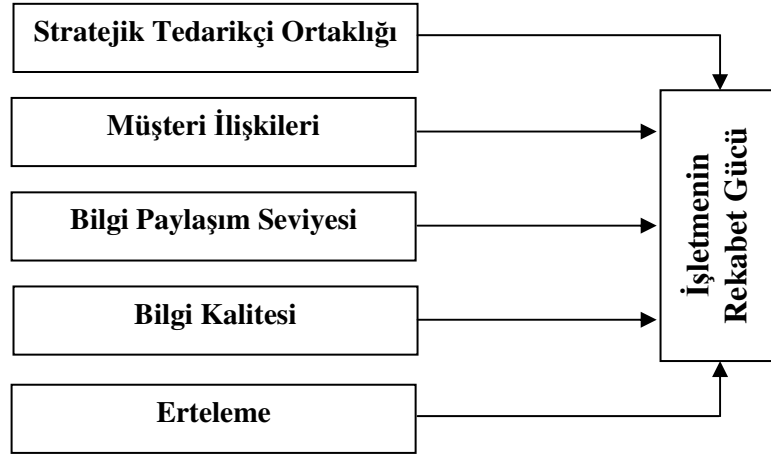 Stratejik Tedarikçi Ortaklığı
Müşteri İlişkileri
Bilgi Paylaşım Seviyesi
Bilgi Kalitesi
Erteleme
İşletmenin
Rekabet Gücü